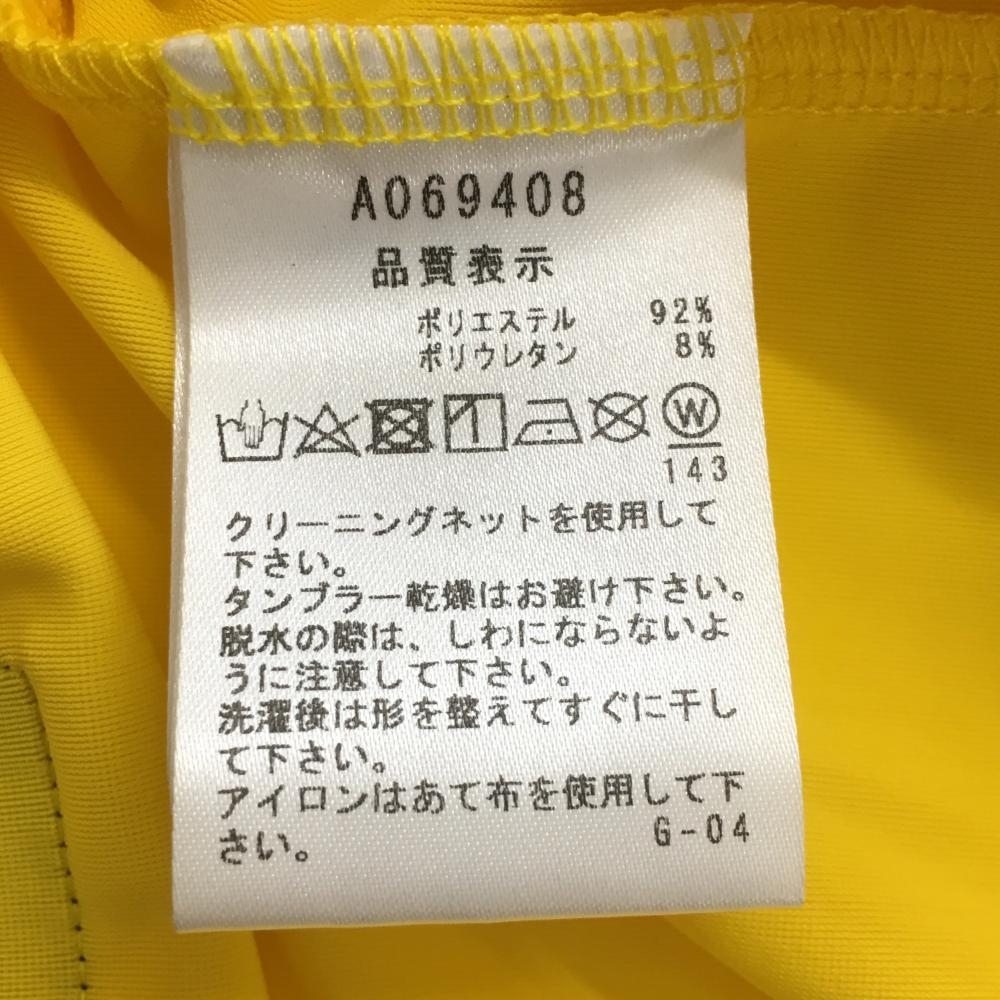 A069408
品質表示
ポリエステル 92%
ポリウレタン 8%
W
143
クリーニングネットを使用して
下さい。
タンブラー乾燥はお避け下さい。
脱水の際は、しわにならないよ
うに注意して下さい。
洗濯後は形を整えてすぐに干し
て下さい。
アイロンはあて布を使用して下
さい。
G-04